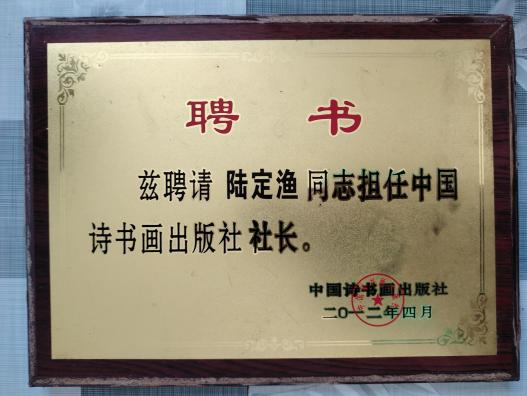 聘 书
兹聘请 陆定渔 同志担任中国
诗书画出版社 社长。
中国诗书画出版社
二〇一二年四月